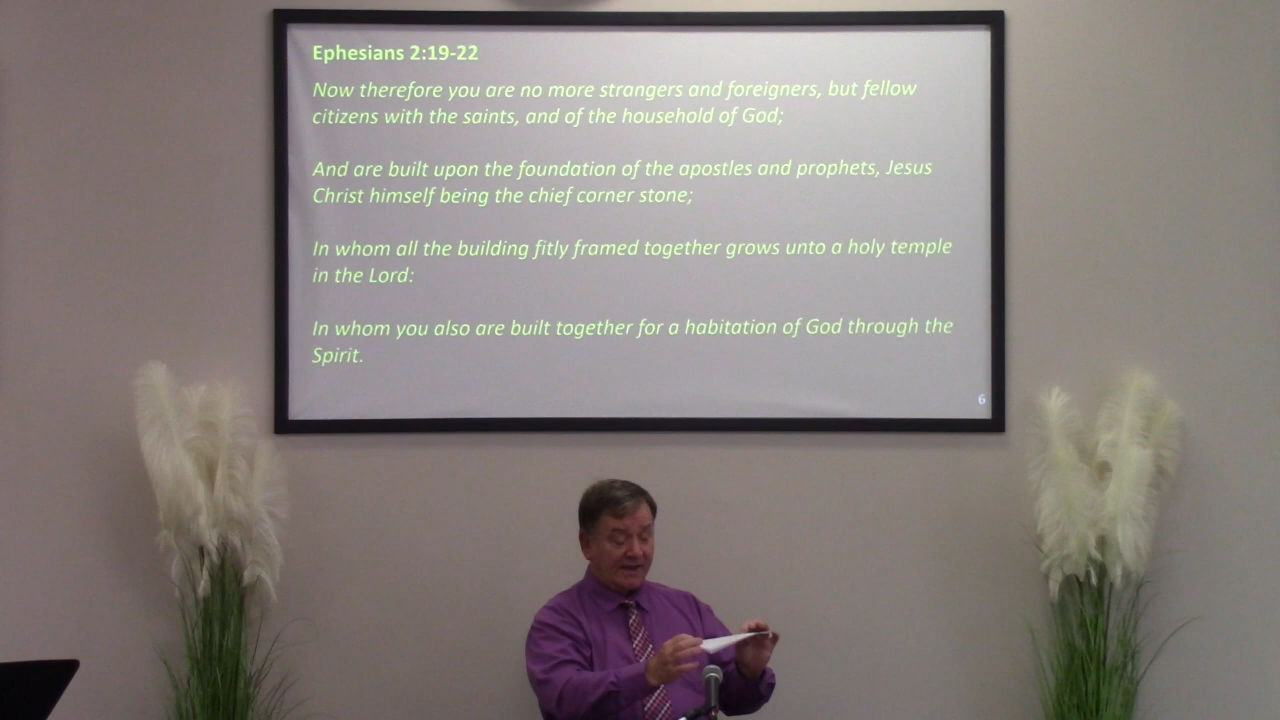 Ephesians 2:19-22
Now therefore you are no more strangers and foreigners, but fellow
citizens with the saints, and of the household of God;
And are built upon the foundation of the apostles and prophets, Jesus
Christ himself being the chief corner stone;
In whom all the building fitly framed together grows unto a holy temple
in the Lord:
In whom you also are built together for a habitation of God through the
Spirit.
6